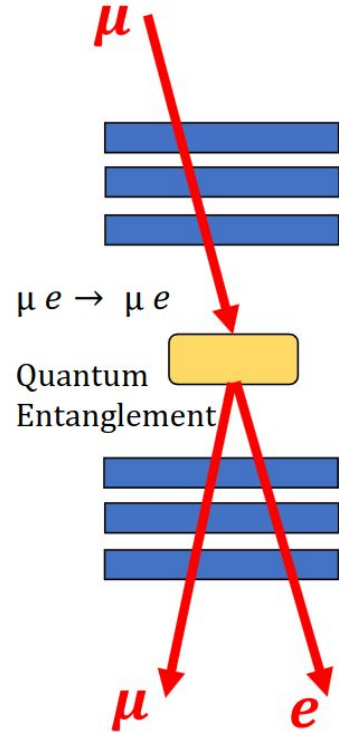 μ
μ e → μ e
Quantum
Entanglement
μ
e